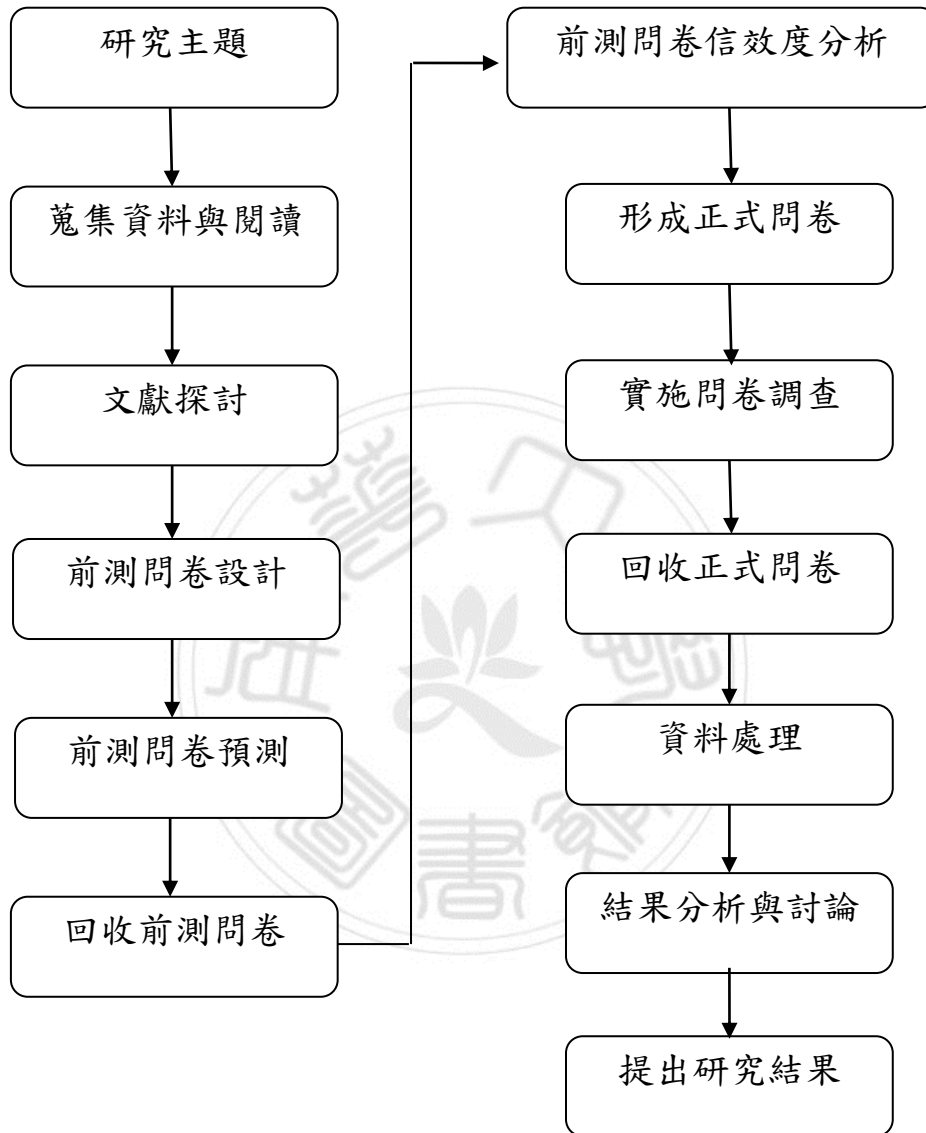 研究主題
蒐集資料與閱讀
文獻探討
前測問卷設計
前測問卷預測
回收前測問卷
前測問卷信效度分析
形成正式問卷
實施問卷調查
回收正式問卷
資料處理
結果分析與討論
提出研究結果